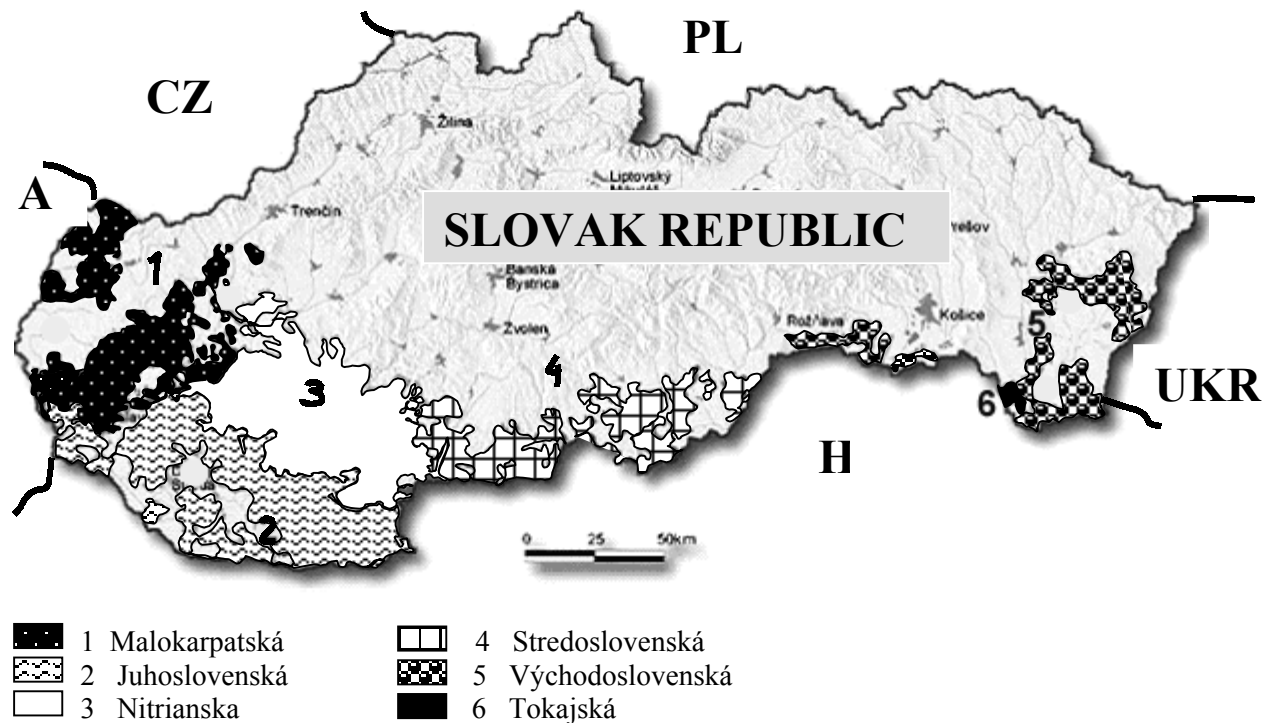 PL
CZ
Žilina
A
Liptovský
Trenčín
SLOVAK REPUBLIC
1
Banská
Bystrica
Zvolen
Rožňava
Košice
5
4
3
6
UKR
H
2
0 25 50km
1 Malokarpatská
2 Juhoslovenská
3 Nitrianska
4 Stredoslovenská
5 Východoslovenská
6 Tokajská